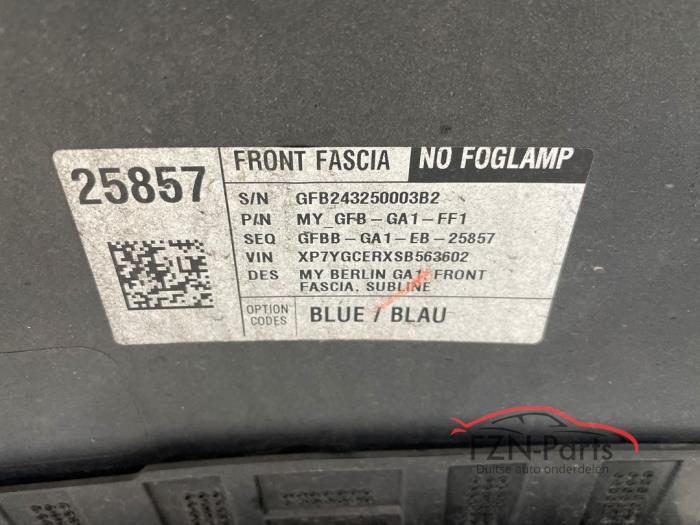 25857
FRONT FASCIA NO FOGLAMP
S/N GFB243250003B2
P/N MY_GFB-GA1-FF1
SEQ GFBB-GA1-EB-25857
VIN XP7YGCERXSB563602
DES MY BERLIN GA1, FRONT
FASCIA, SUBLINE
OPTION
CODES BLUE / BLAU
FZN-Parts
Duitse auto onderdelen